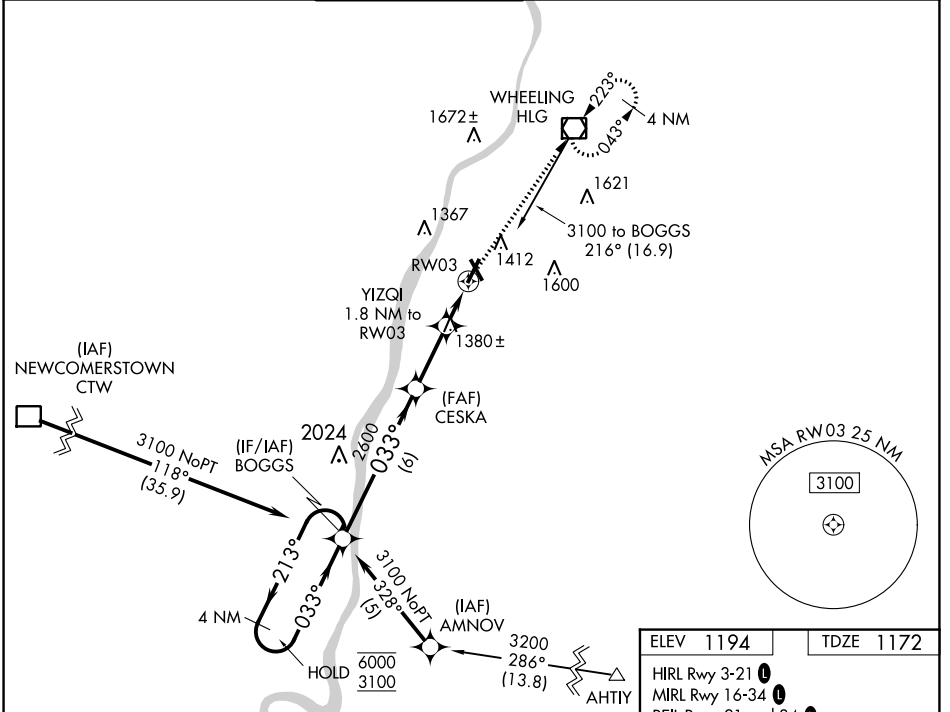 WHEELING
HLG
223°
043°
4 NM
1672±
1621
1367
3100 to BOGGS
216° (16.9)
1412
RW03
1600
YIZQI
1.8 NM to
RW03
1380±
(IAF)
NEWCOMERSTOWN
CTW
(FAF)
CESKA
3100 NoPT
118°
(35.9)
(IF/IAF)
BOGGS
2024
2600
033°
(6)
MSA RW03 25 NM
3100
213°
033°
4 NM
HOLD
6000
3100
3100 NoPT
328°
(5)
(IAF)
AMNOV
3200
286°
(13.8)
AHTIY
ELEV 1194
TDZE 1172
HIRL Rwy 3-21 L
MIRL Rwy 16-34 L